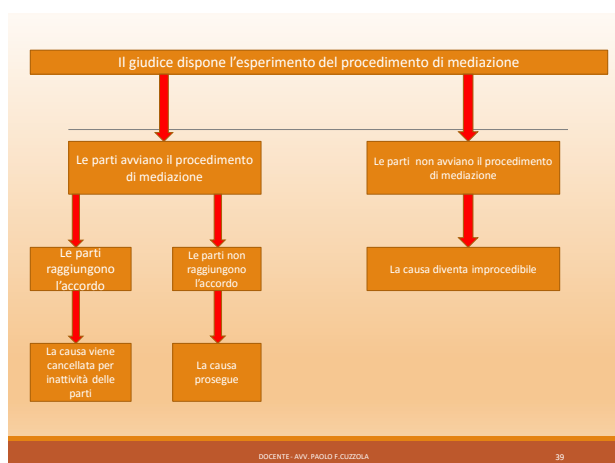 Il giudice dispone l'esperimento del procedimento di mediazione
Le parti avviano il procedimento
di mediazione
Le parti non avviano il procedimento
di mediazione
Le parti
raggiungono
l'accordo
Le parti non
raggiungono
l'accordo
La causa diventa improcedibile
La causa viene
cancellata per
inattività delle
parti
La causa
prosegue
DOCENTE - AVV. PAOLO F.CUZZOLA
39